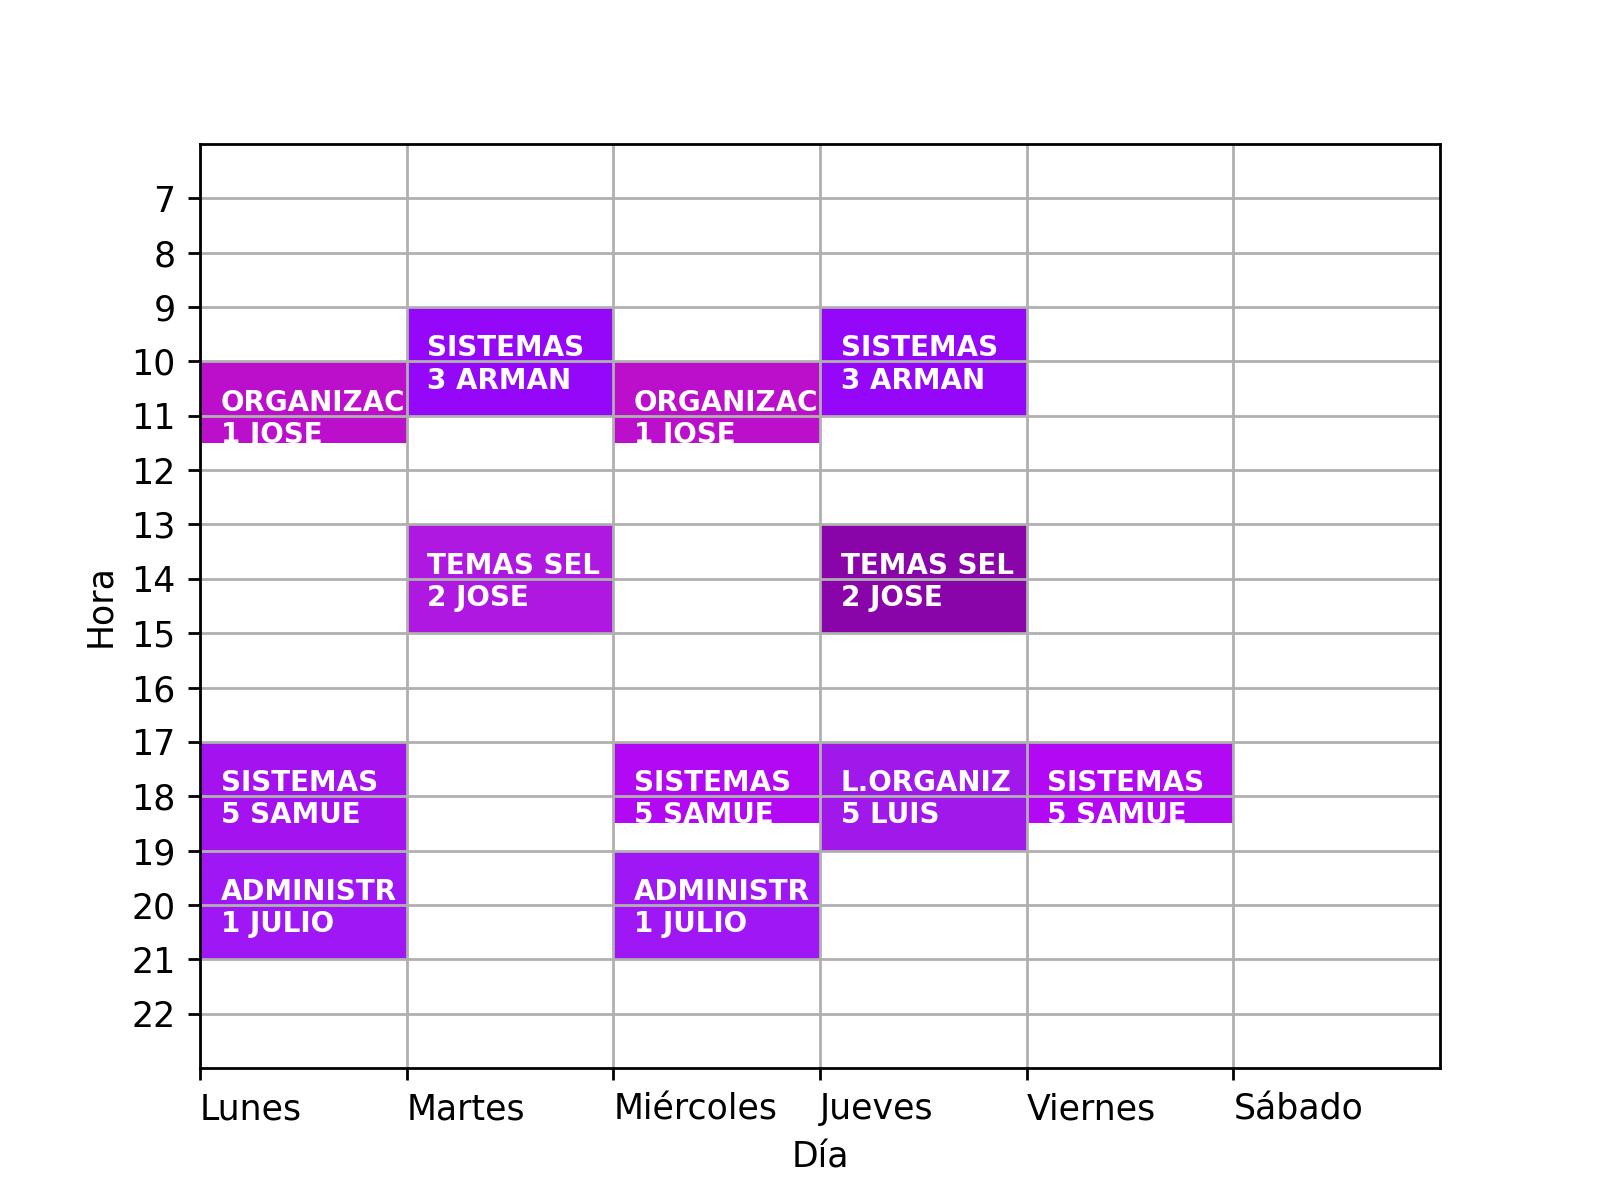 7
8
9
SISTEMAS
3 ARMAN
SISTEMAS
3 ARMAN
10
ORGANIZAC
1 JOSE
ORGANIZAC
1 JOSE
11
12
13
TEMAS SEL
2 JOSE
TEMAS SEL
2 JOSE
14
15
16
17
SISTEMAS
5 SAMUE
SISTEMAS
5 SAMUE
L.ORGANIZ
5 LUIS
SISTEMAS
5 SAMUE
18
19
ADMINISTR
1 JULIO
ADMINISTR
1 JULIO
20
21
22
Hora
Lunes Martes Miércoles Jueves Viernes Sábado
Día